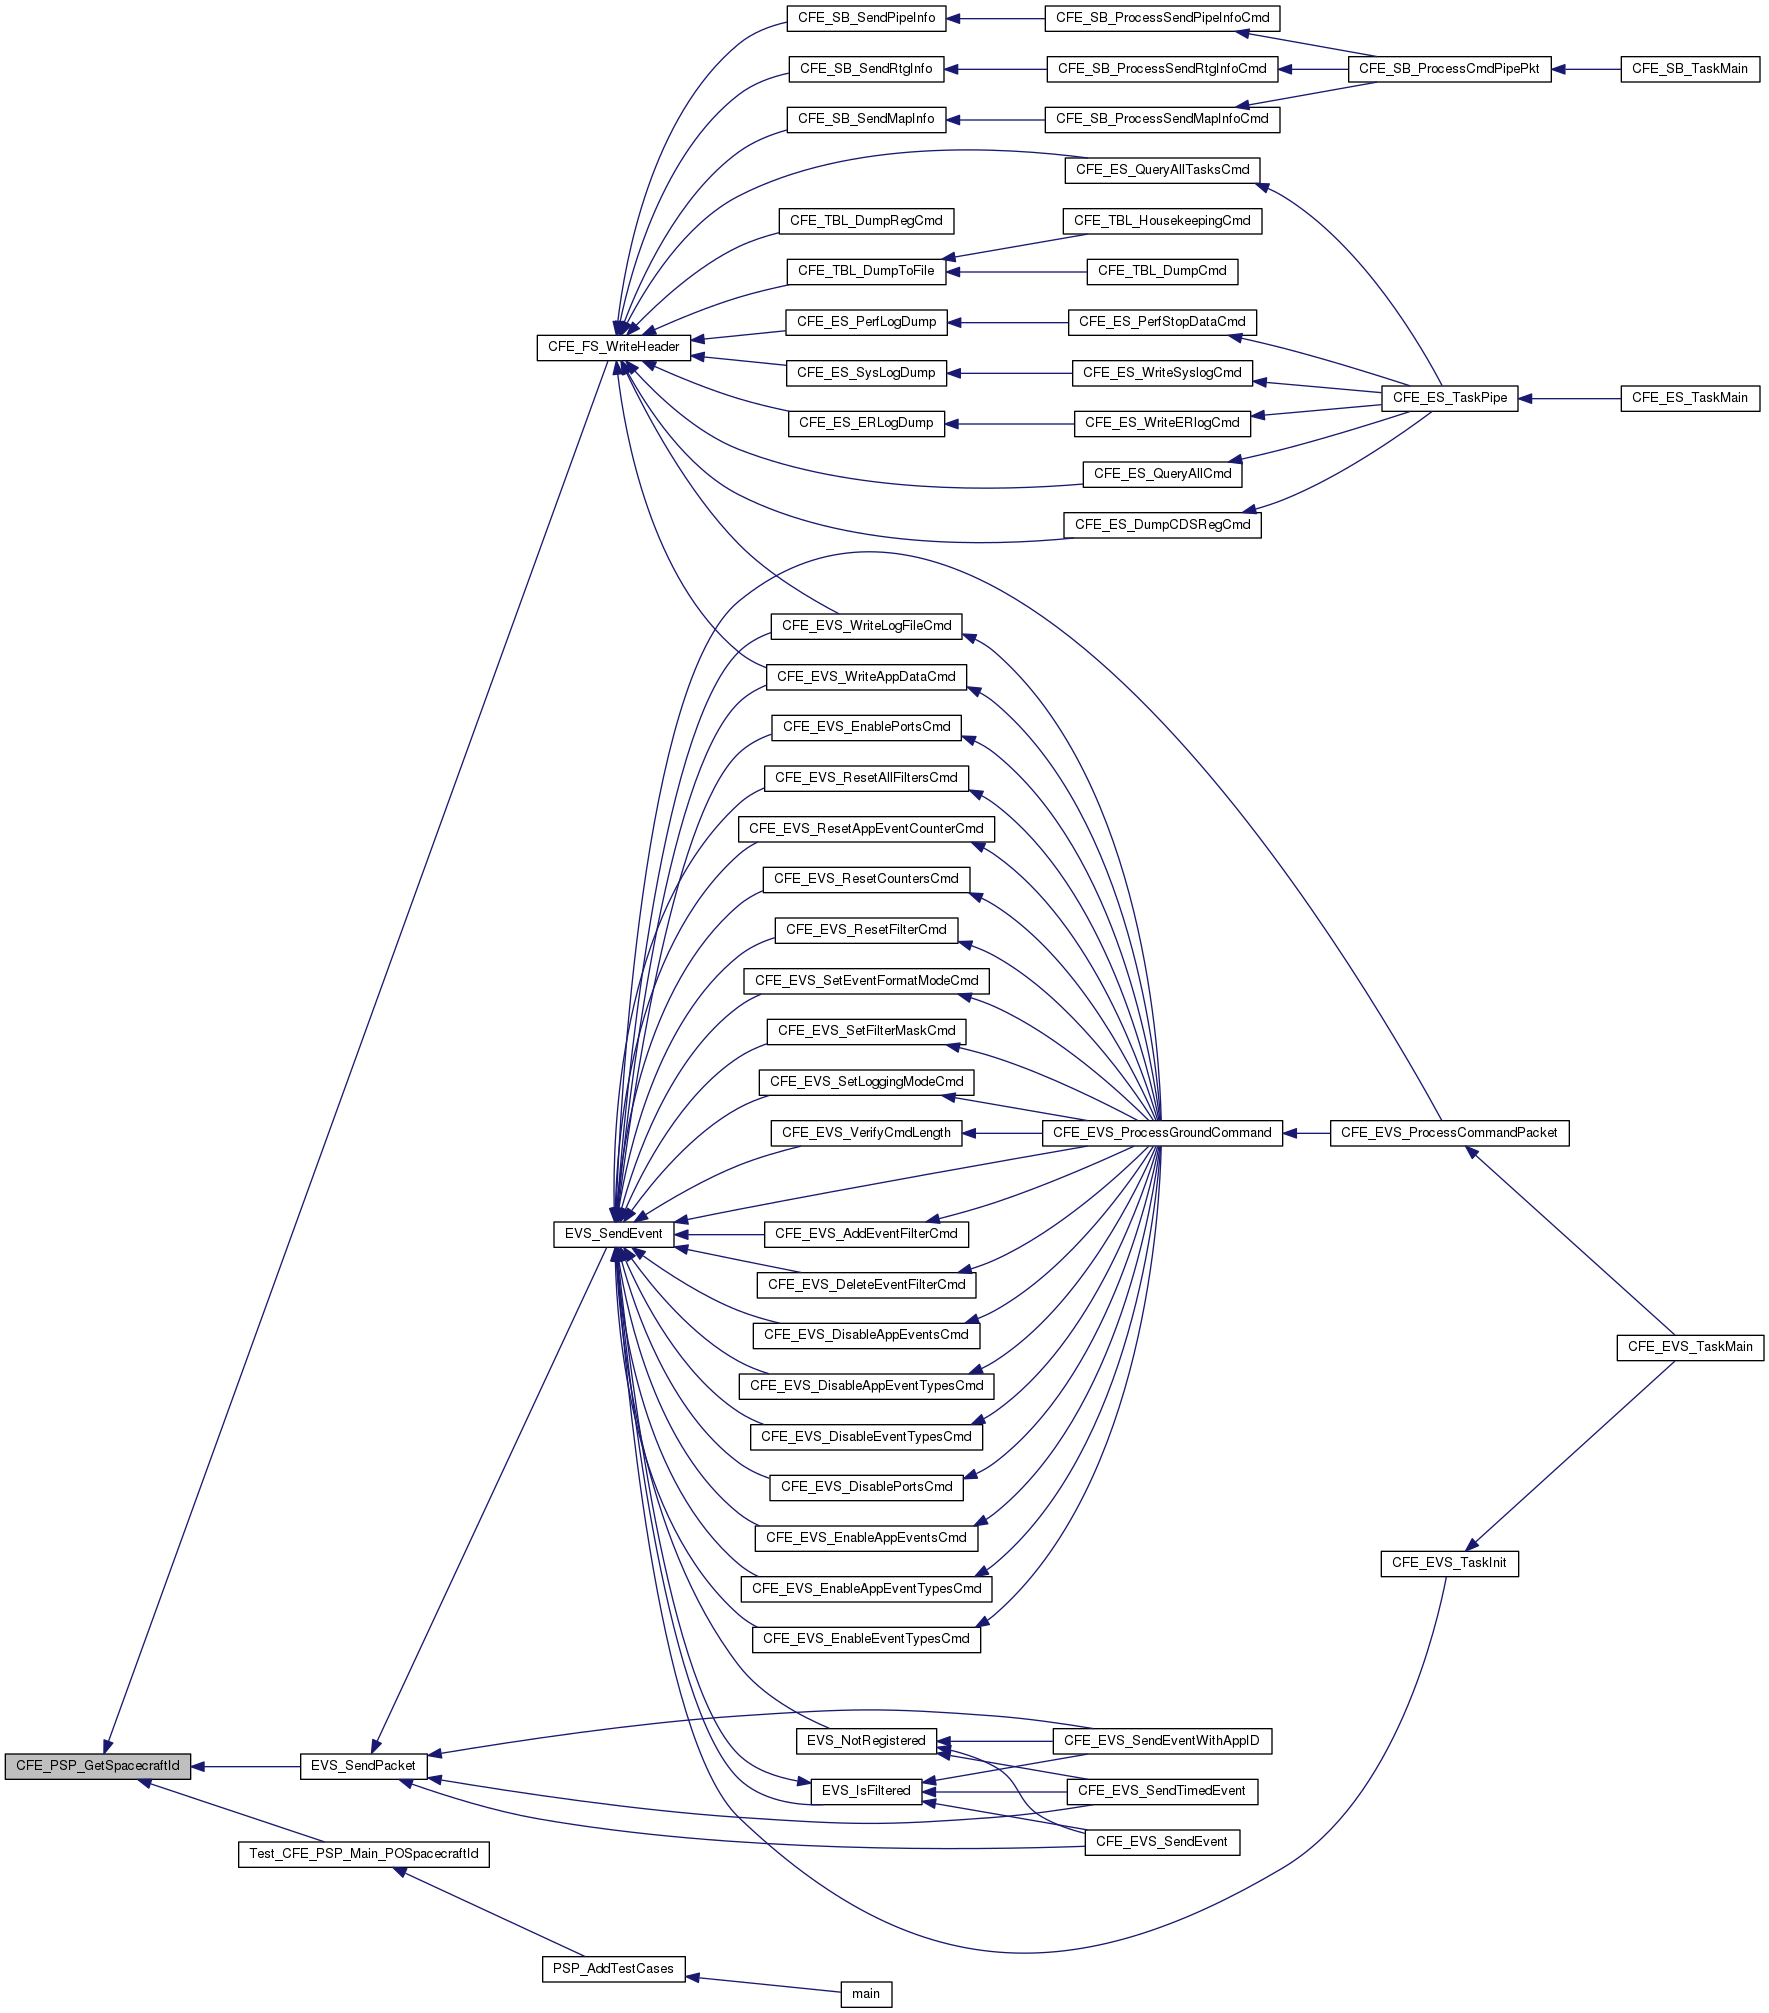 CFE_SB_SendPipeInfo
CFE_SB_ProcessSendPipeInfoCmd
CFE_SB_SendRtgInfo
CFE_SB_ProcessSendRtgInfoCmd
CFE_SB_ProcessCmdPipePkt
CFE_SB_TaskMain
CFE_SB_SendMapInfo
CFE_SB_ProcessSendMapInfoCmd
CFE_ES_QueryAllTasksCmd
CFE_TBL_DumpRegCmd
CFE_TBL_HousekeepingCmd
CFE_TBL_DumpToFile
CFE_TBL_DumpCmd
CFE_ES_PerfLogDump
CFE_ES_PerfStopDataCmd
CFE_FS_WriteHeader
CFE_ES_SysLogDump
CFE_ES_WriteSyslogCmd
CFE_ES_TaskPipe
CFE_ES_TaskMain
CFE_ES_ERLogDump
CFE_ES_WriteERlogCmd
CFE_ES_QueryAllCmd
CFE_ES_DumpCDSRegCmd
CFE_EVS_WriteLogFileCmd
CFE_EVS_WriteAppDataCmd
CFE_EVS_EnablePortsCmd
CFE_EVS_ResetAllFiltersCmd
CFE_EVS_ResetAppEventCounterCmd
CFE_EVS_ResetCountersCmd
CFE_EVS_ResetFilterCmd
CFE_EVS_SetEventFormatModeCmd
CFE_EVS_SetFilterMaskCmd
CFE_EVS_SetLoggingModeCmd
CFE_EVS_VerifyCmdLength
CFE_EVS_ProcessGroundCommand
CFE_EVS_ProcessCommandPacket
EVS_SendEvent
CFE_EVS_AddEventFilterCmd
CFE_EVS_DeleteEventFilterCmd
CFE_EVS_DisableAppEventsCmd
CFE_EVS_TaskMain
CFE_EVS_DisableAppEventTypesCmd
CFE_EVS_DisableEventTypesCmd
CFE_EVS_DisablePortsCmd
CFE_EVS_EnableAppEventsCmd
CFE_EVS_TaskInit
CFE_EVS_EnableAppEventTypesCmd
CFE_EVS_EnableEventTypesCmd
EVS_NotRegistered
CFE_EVS_SendEventWithAppID
CFE_PSP_GetSpacecraftId
EVS_SendPacket
EVS_IsFiltered
CFE_EVS_SendTimedEvent
CFE_EVS_SendEvent
Test_CFE_PSP_Main_POSpacecraftId
PSP_AddTestCases
main